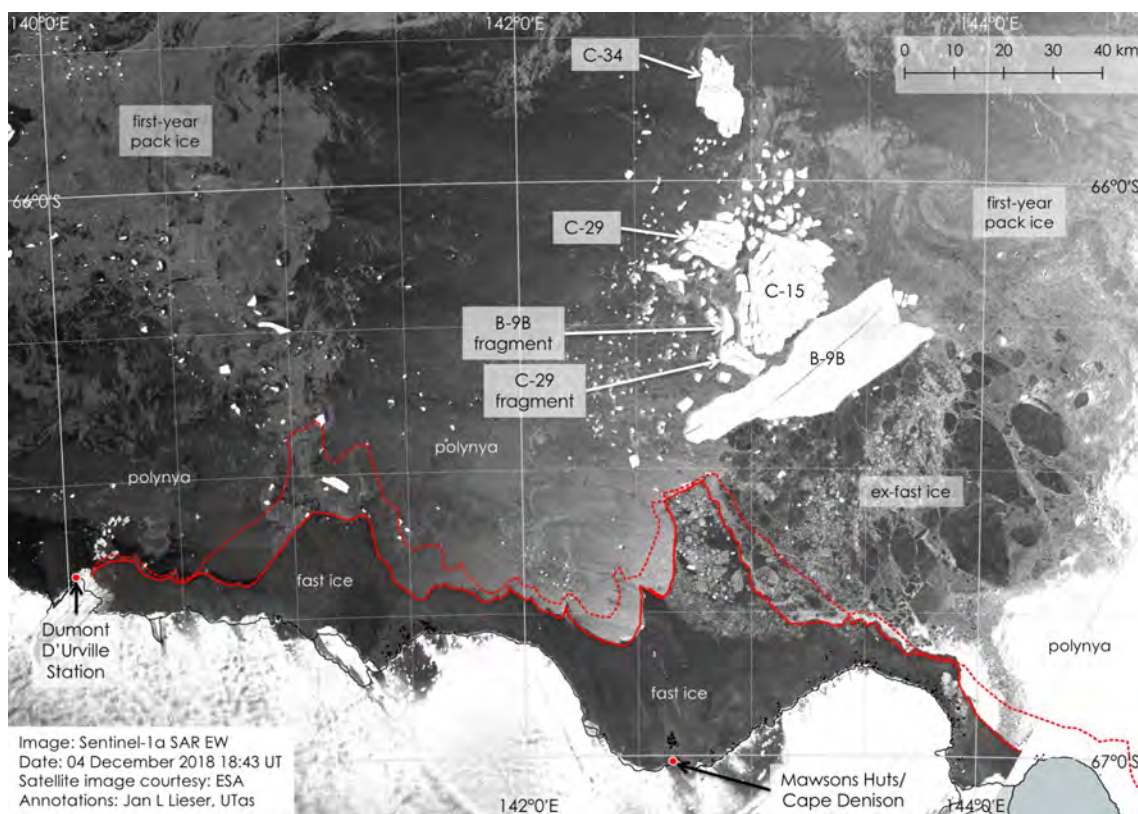 140°0'E
142°0'E
144°0'E
C-34
0 10 20 30 40 km
first-year
pack ice
66°0'S
66°0'S
first-year
pack ice
C-29
C-15
B-9B
fragment
B-9B
C-29
fragment
polynya
polynya
ex-fast ice
fast ice
Dumont
D'Urville
Station
polynya
fast ice
Image: Sentinel-1a SAR EW
Date: 04 December 2018 18:43 UT
Satellite image courtesy: ESA
Annotations: Jan L Lieser, UTas
67°0'S
Mawsons Huts/
Cape Denison
142°0'E
144°0'E